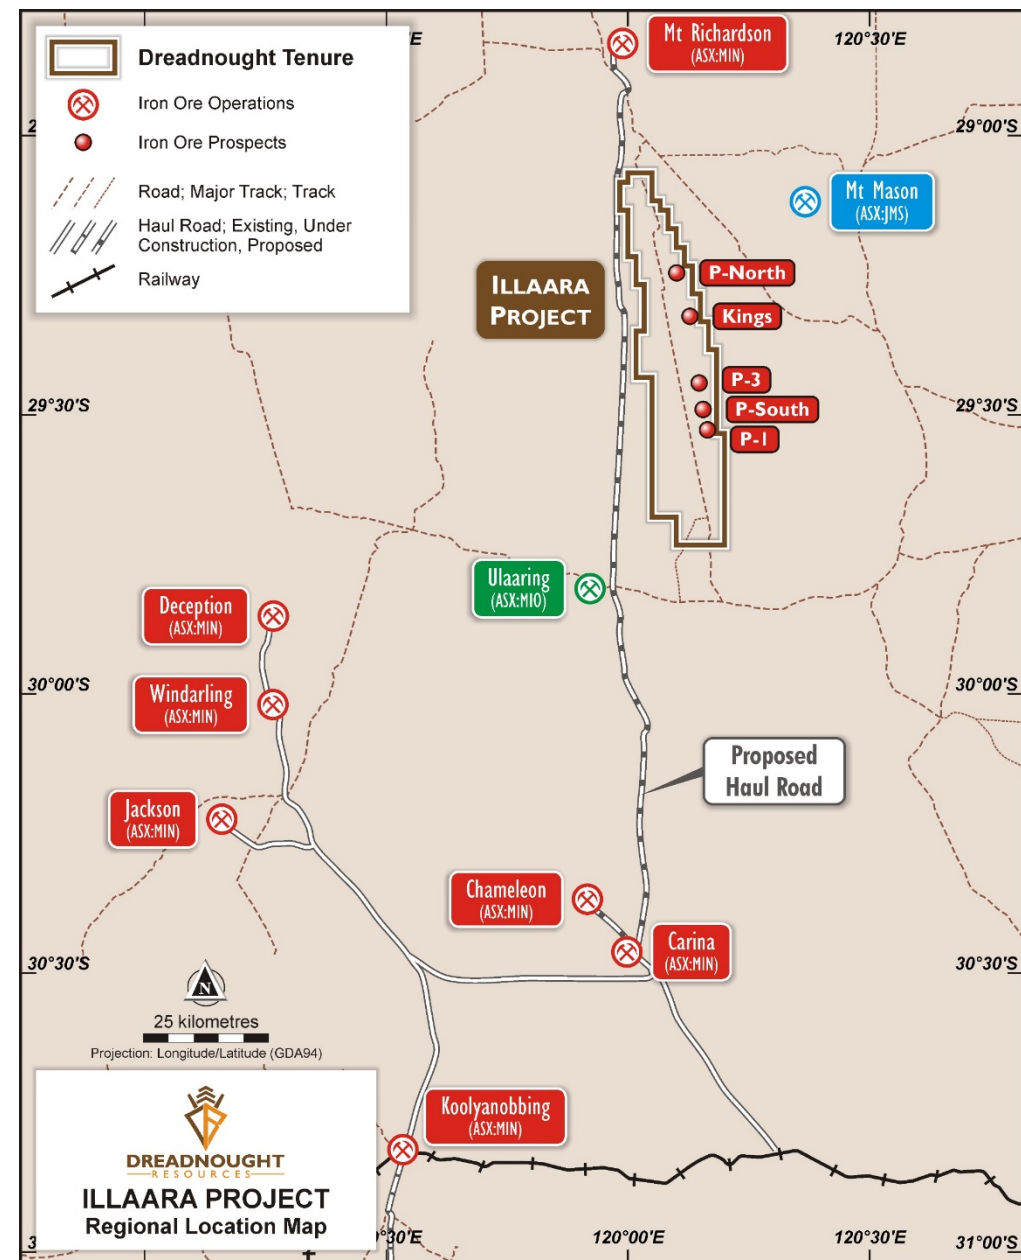 Dreadnought Tenure
Iron Ore Operations
Iron Ore Prospects
Road; Major Track; Track
Haul Road; Existing, Under
Construction, Proposed
Railway
Mt Richardson
(ASX:MIN)
120°30'E
29°00'S
Mt Mason
(ASX:JMS)
ILLAARA
PROJECT
P-North
Kings
P-3
P-South
P-1
29°30'S
29°30'S
Ulaaring
(ASX:MIO)
Deception
(ASX:MIN)
Windarling
(ASX:MIN)
30°00'S
30°00'S
Proposed
Haul Road
Jackson
(ASX:MIN)
Chameleon
(ASX:MIN)
Carina
(ASX:MIN)
30°30'S
30°30'S
N
25 kilometres
Projection: Longitude/Latitude (GDA94)
Koolyanobbing
(ASX:MIN)
DREADNOUGHT
RESOURCES
ILLAARA PROJECT
Regional Location Map
120°00'E
120°30'E
31°00'S